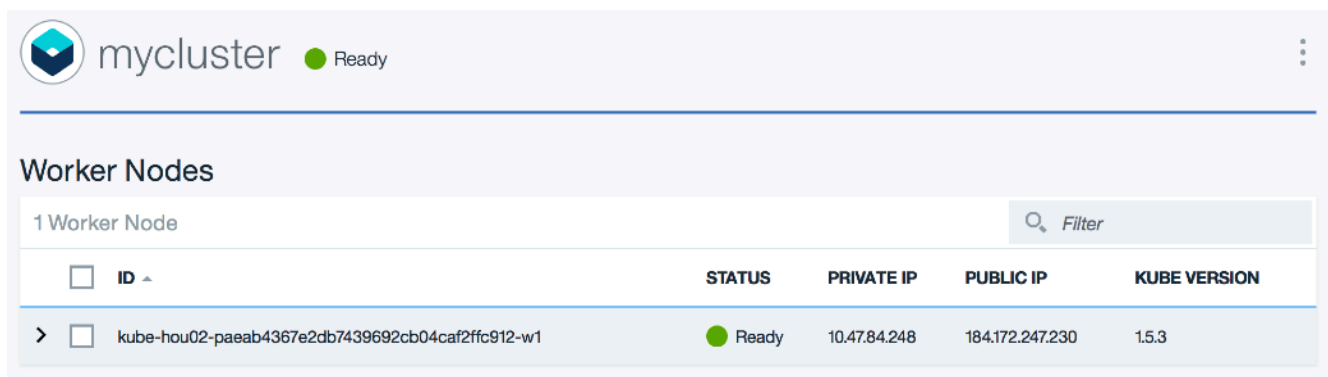 mycluster Ready
Worker Nodes
1 Worker Node Filter
ID STATUS PRIVATE IP PUBLIC IP KUBE VERSION
kube-hou02-paeab4367e2db7439692cb04caf2ffc912-w1 Ready 10.47.84.248 184.172.247.230 1.5.3